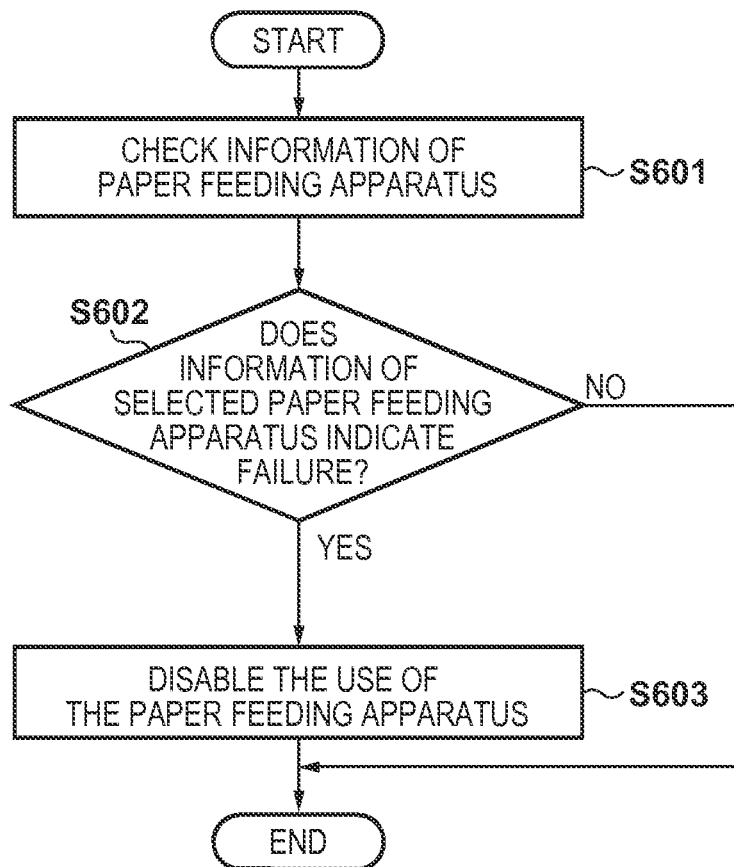 START
CHECK INFORMATION OF
PAPER FEEDING APPARATUS
S601
S602
DOES
INFORMATION OF
SELECTED PAPER FEEDING
APPARATUS INDICATE
FAILURE?
NO
YES
DISABLE THE USE OF
THE PAPER FEEDING APPARATUS
S603
END